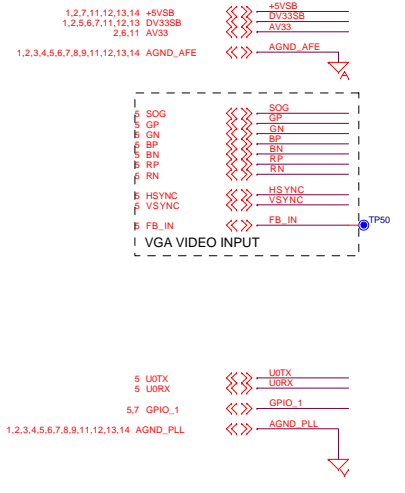 1,2,7,11,12,13,14 +5VSB +5VSB
1,2,5,6,7,11,12,13 DV33SB DV33SB
2,6,11 AV33 AV33
1,2,3,4,5,6,7,8,9,11,12,13,14 AGND_AFE AGND_AFE
A
5 SOG SOG
5 GP GP
5 GN GN
5 BP BP
5 BN BN
5 RP RP
5 RN RN
5 HSYNC HSYNC
5 VSYNC VSYNC
5 FB_IN FB_IN TP50
VGA VIDEO INPUT
5 U0TX U0TX
5 U0RX U0RX
5,7 GPIO_1 GPIO_1
1,2,3,4,5,6,7,8,9,11,12,13,14 AGND_PLL AGND_PLL